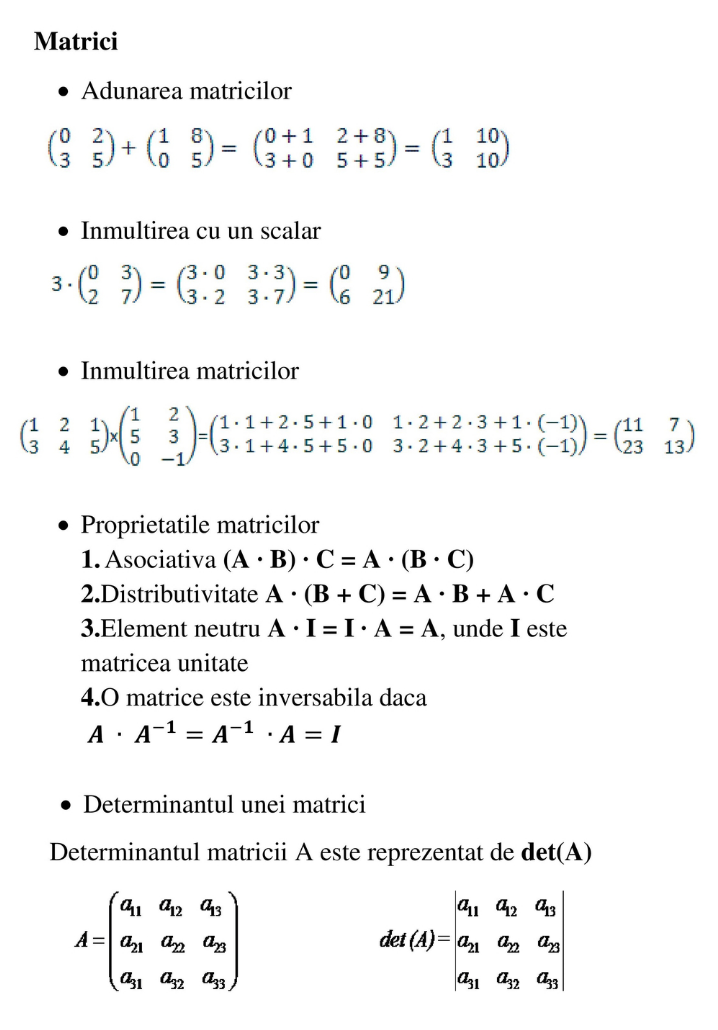 Matrici
• Adunarea matricilor
(0 2
3 5) + (1 8
0 5) = (0 + 1 2 + 8
3 + 0 5 + 5) = (1 10
3 10)
• Inmultirea cu un scalar
3 · (0 3
2 7) = (3 · 0 3 · 3
3 · 2 3 · 7) = (0 9
6 21)
• Inmultirea matricilor
(1 2 1
3 4 5) x (1 2
5 3
0 −1) = (1 · 1 + 2 · 5 + 1 · 0 1 · 2 + 2 · 3 + 1 · (−1)
3 · 1 + 4 · 5 + 5 · 0 3 · 2 + 4 · 3 + 5 · (−1)) = (11 7
23 13)
• Proprietatile matricilor
1. Asociativa (A · B) · C = A · (B · C)
2.Distributivitate A · (B + C) = A · B + A · C
3.Element neutru A · I = I · A = A, unde I este
matricea unitate
4.O matrice este inversabila daca
A · A⁻¹ = A⁻¹ · A = I
• Determinantul unei matrici
Determinantul matricii A este reprezentat de det(A)
A = (a₁₁ a₁₂ a₁₃
a₂₁ a₂₂ a₂₃
a₃₁ a₃₂ a₃₃)
det (A) = |a₁₁ a₁₂ a₁₃
a₂₁ a₂₂ a₂₃
a₃₁ a₃₂ a₃₃|